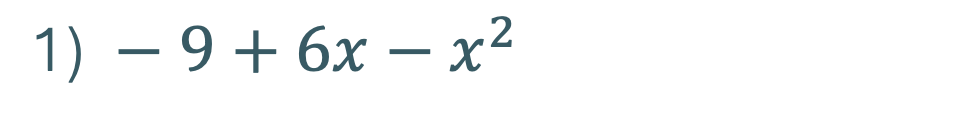 1) − 9 + 6x − x²